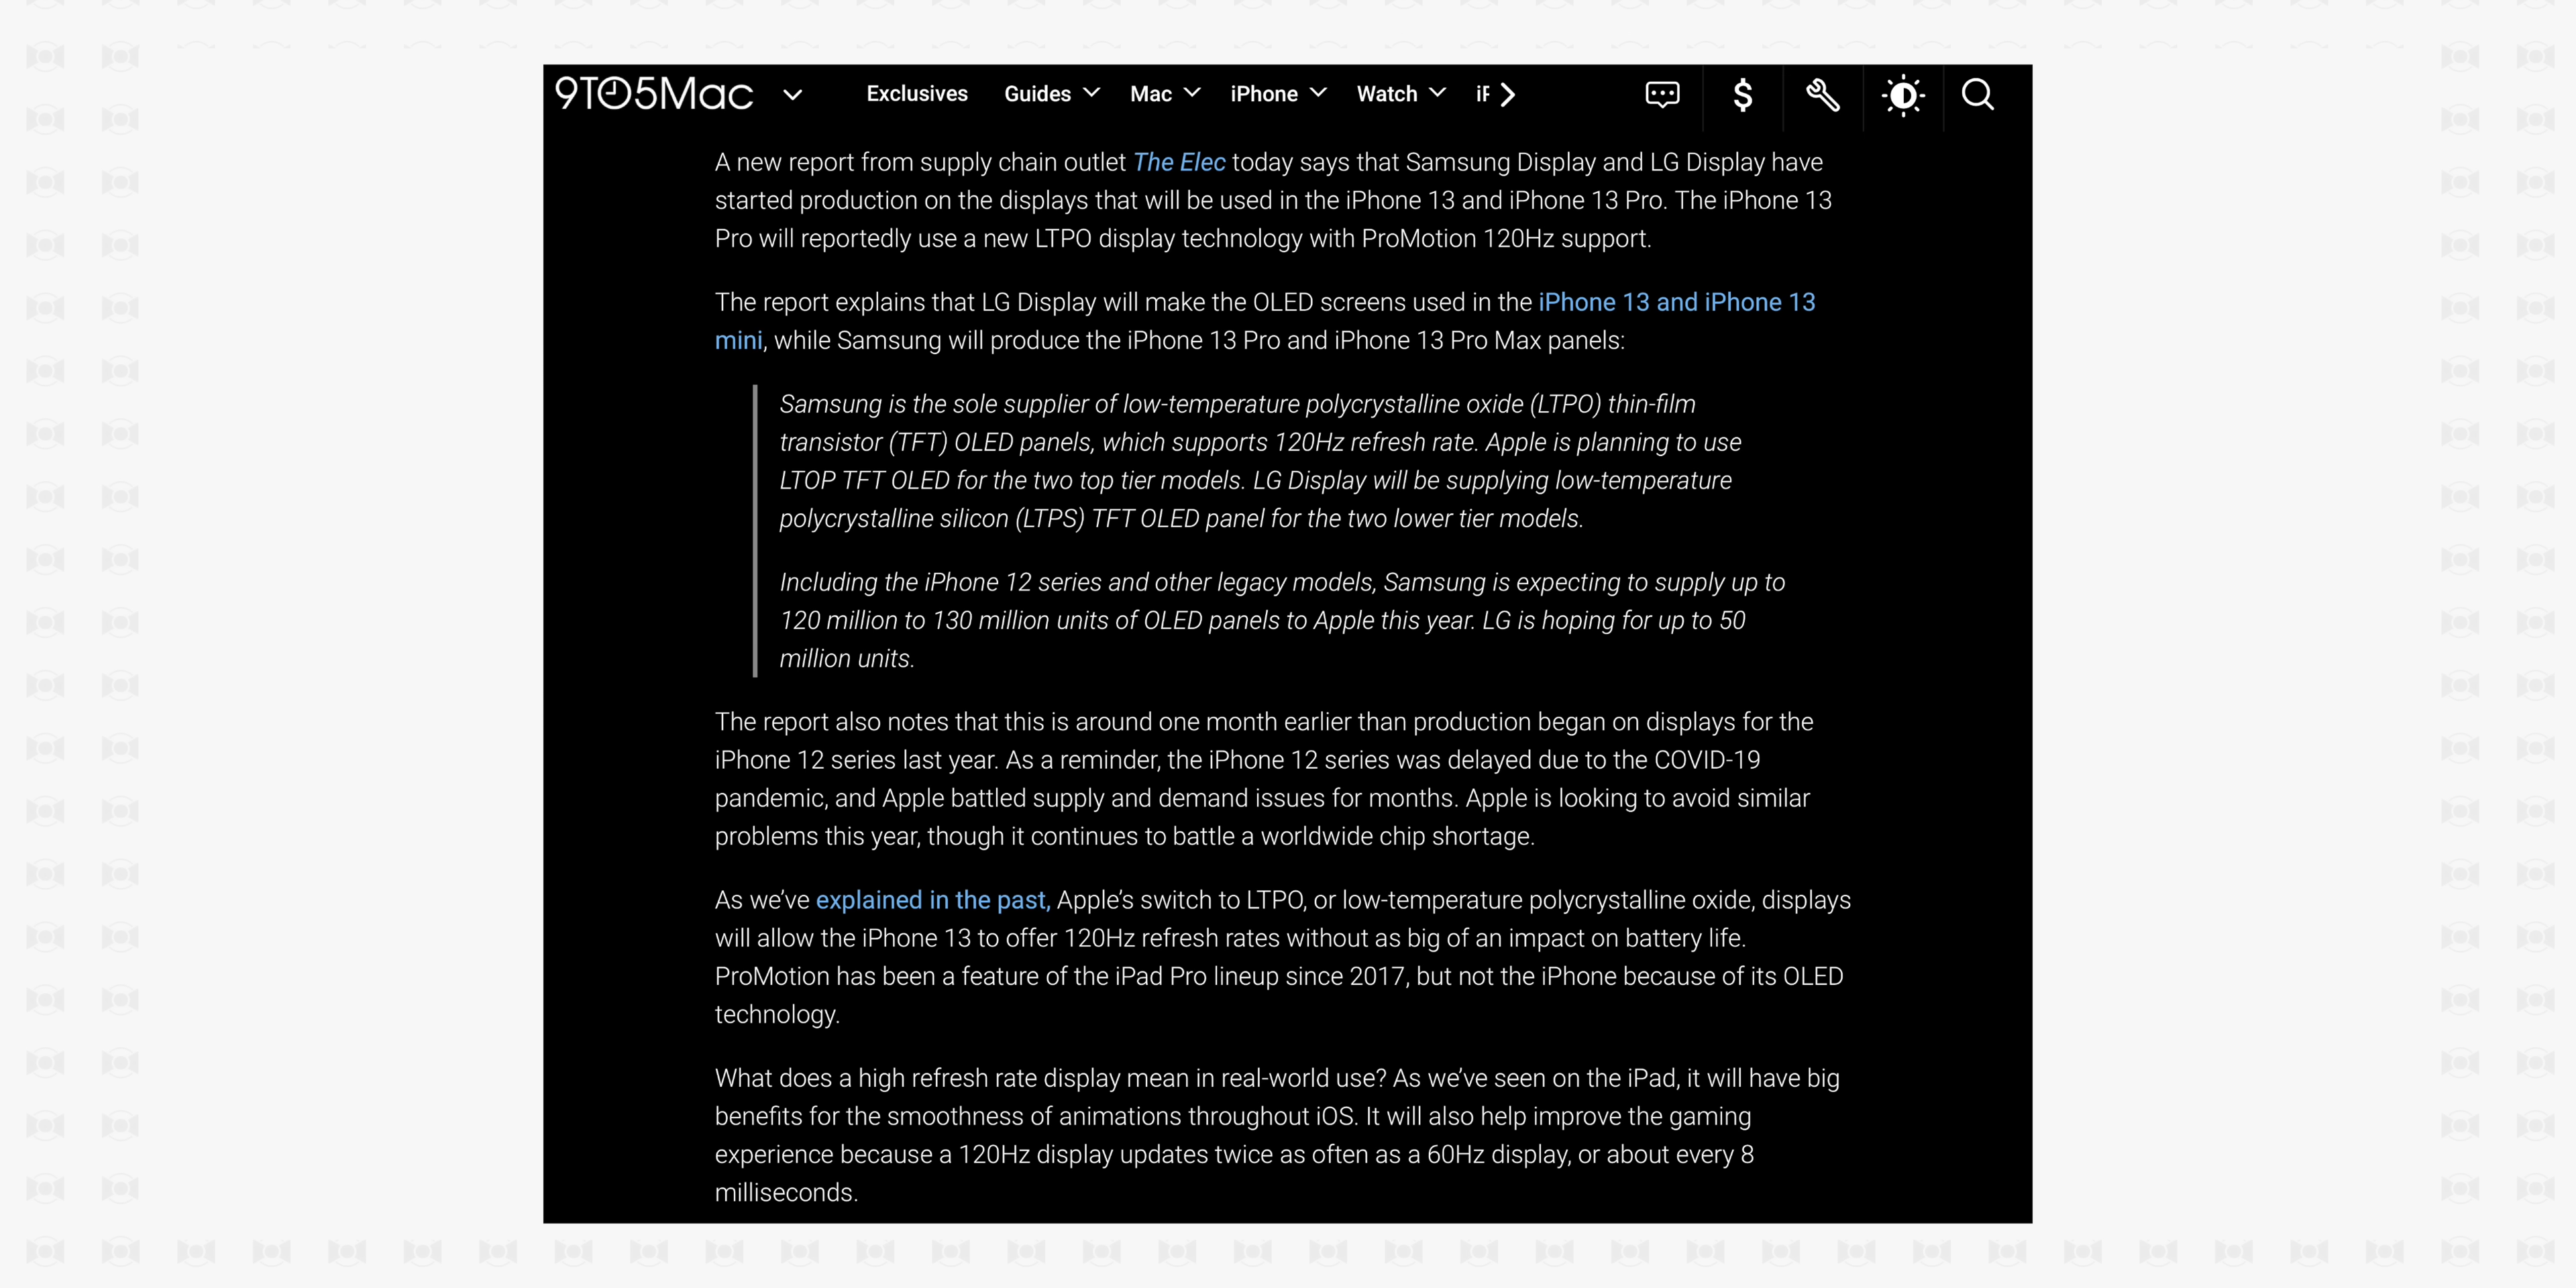 9TO5Mac
Exclusives Guides Mac iPhone Watch iP
A new report from supply chain outlet The Elec today says that Samsung Display and LG Display have
started production on the displays that will be used in the iPhone 13 and iPhone 13 Pro. The iPhone 13
Pro will reportedly use a new LTPO display technology with ProMotion 120Hz support.
The report explains that LG Display will make the OLED screens used in the iPhone 13 and iPhone 13
mini, while Samsung will produce the iPhone 13 Pro and iPhone 13 Pro Max panels:
Samsung is the sole supplier of low-temperature polycrystalline oxide (LTPO) thin-film
transistor (TFT) OLED panels, which supports 120Hz refresh rate. Apple is planning to use
LTOP TFT OLED for the two top tier models. LG Display will be supplying low-temperature
polycrystalline silicon (LTPS) TFT OLED panel for the two lower tier models.
Including the iPhone 12 series and other legacy models, Samsung is expecting to supply up to
120 million to 130 million units of OLED panels to Apple this year. LG is hoping for up to 50
million units.
The report also notes that this is around one month earlier than production began on displays for the
iPhone 12 series last year. As a reminder, the iPhone 12 series was delayed due to the COVID-19
pandemic, and Apple battled supply and demand issues for months. Apple is looking to avoid similar
problems this year, though it continues to battle a worldwide chip shortage.
As we’ve explained in the past, Apple’s switch to LTPO, or low-temperature polycrystalline oxide, displays
will allow the iPhone 13 to offer 120Hz refresh rates without as big of an impact on battery life.
ProMotion has been a feature of the iPad Pro lineup since 2017, but not the iPhone because of its OLED
technology.
What does a high refresh rate display mean in real-world use? As we’ve seen on the iPad, it will have big
benefits for the smoothness of animations throughout iOS. It will also help improve the gaming
experience because a 120Hz display updates twice as often as a 60Hz display, or about every 8
milliseconds.